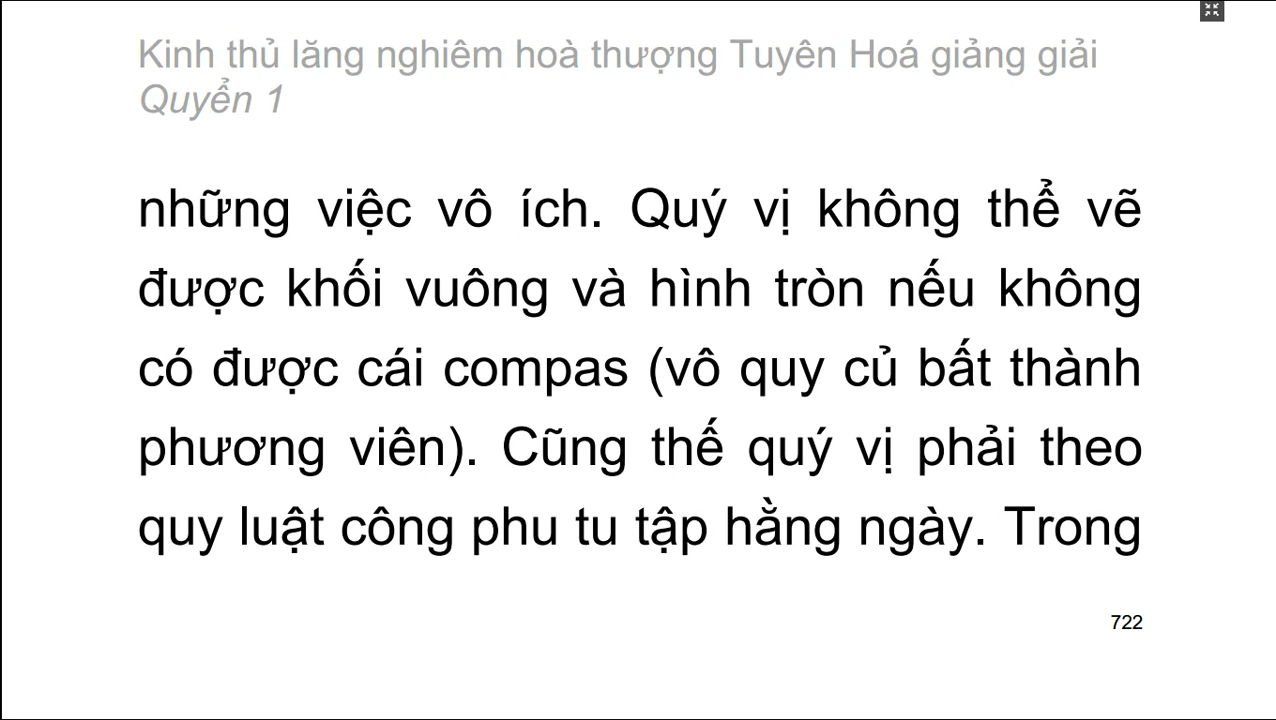 Kinh thủ lăng nghiêm hoà thượng Tuyên Hoá giảng giải
Quyển 1
những việc vô ích. Quý vị không thể vẽ
được khối vuông và hình tròn nếu không
có được cái compas (vô quy củ bất thành
phương viên). Cũng thế quý vị phải theo
quy luật công phu tu tập hằng ngày. Trong
722